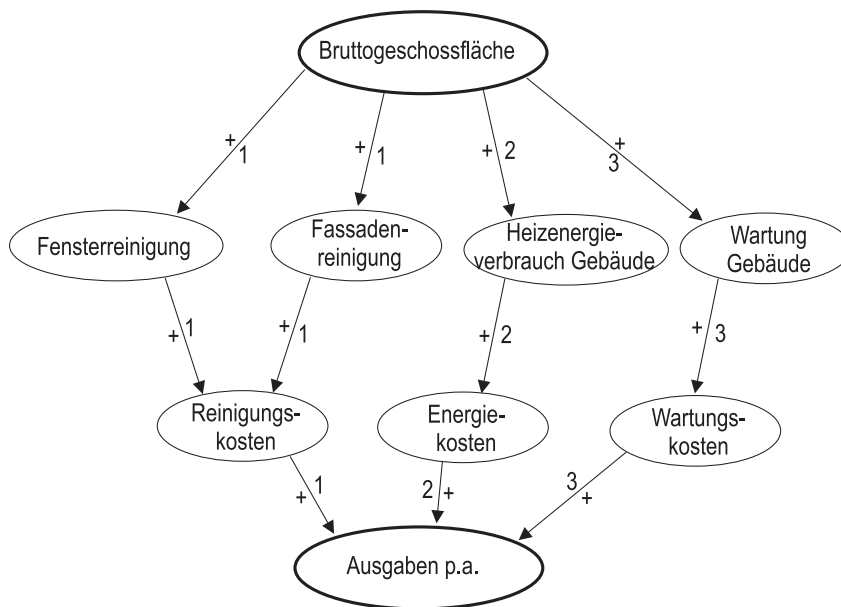 Bruttogeschossfläche
+ 1
+ 1
+ 2
+ 3
Fensterreinigung
Fassaden-
reinigung
Heizenergie-
verbrauch Gebäude
Wartung
Gebäude
+ 1
+ 1
+ 2
+ 3
Reinigungs-
kosten
Energie-
kosten
Wartungs-
kosten
+ 1
2 +
3 +
Ausgaben p.a.